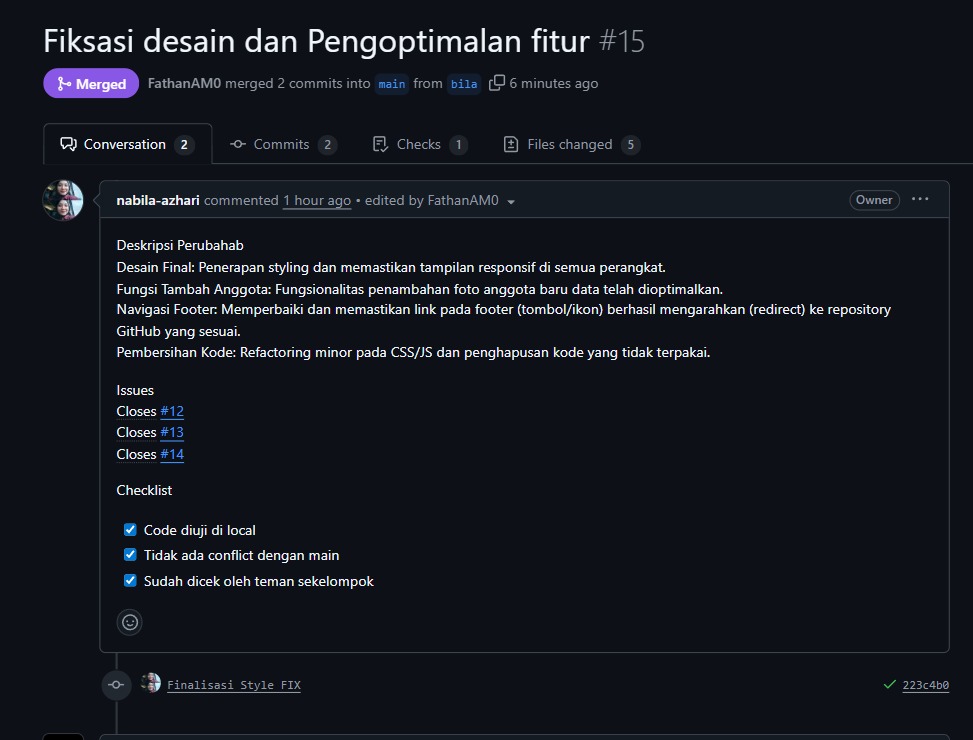 Fiksasi desain dan Pengoptimalan fitur #15
Merged FathanAM0 merged 2 commits into main from bila 6 minutes ago
Conversation 2 Commits 2 Checks 1 Files changed 5
nabila-azhari commented 1 hour ago • edited by FathanAM0 Owner ...
Deskripsi Perubahab
Desain Final: Penerapan styling dan memastikan tampilan responsif di semua perangkat.
Fungsi Tambah Anggota: Fungsionalitas penambahan foto anggota baru data telah dioptimalkan.
Navigasi Footer: Memperbaiki dan memastikan link pada footer (tombol/ikon) berhasil mengarahkan (redirect) ke repository
GitHub yang sesuai.
Pembersihan Kode: Refactoring minor pada CSS/JS dan penghapusan kode yang tidak terpakai.
Issues
Closes #12
Closes #13
Closes #14
Checklist
Code diuji di local
Tidak ada conflict dengan main
Sudah dicek oleh teman sekelompok
Finalisasi Style FIX 223c4b0